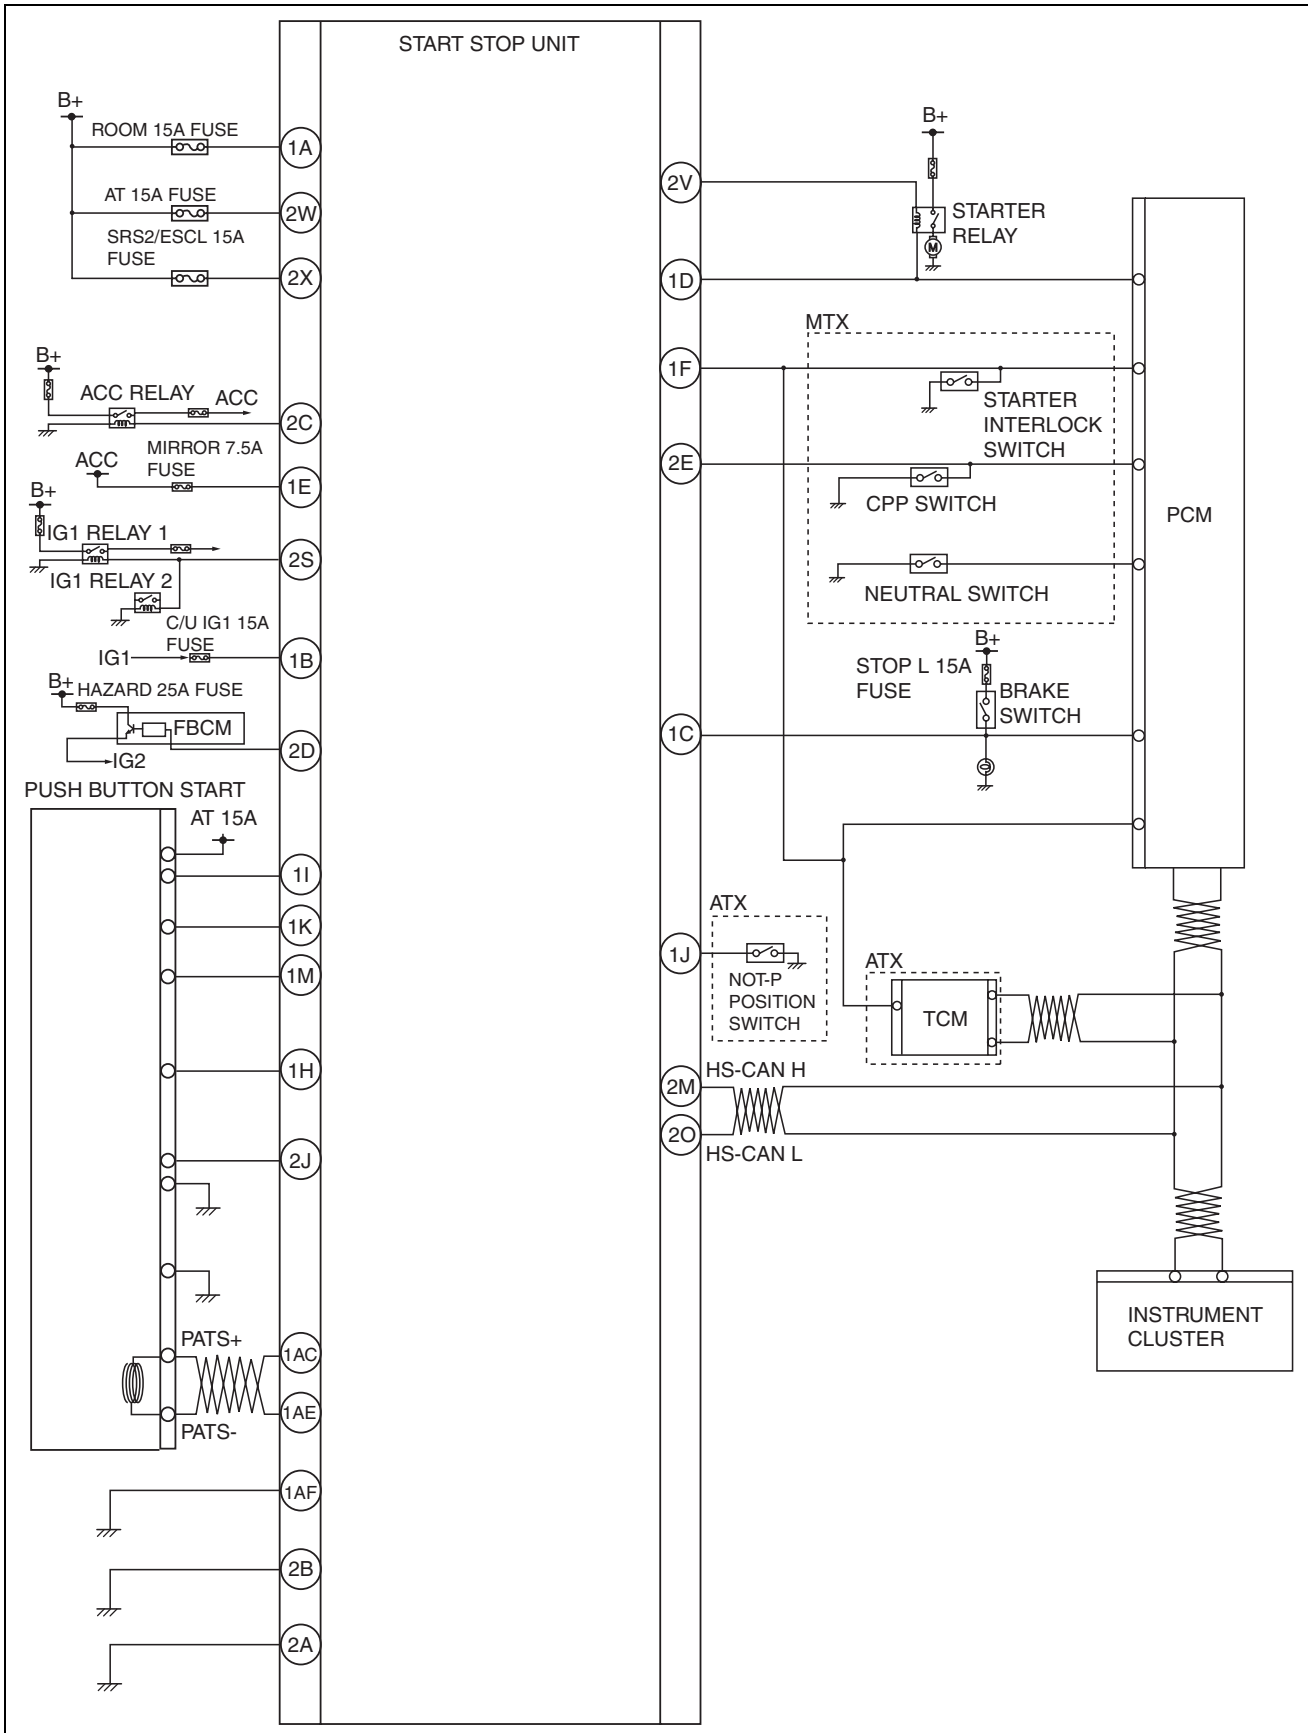 START STOP UNIT
B+
ROOM 15A FUSE
1A
AT 15A FUSE
2W
SRS2/ESCL 15A
FUSE
2X
B+
ACC RELAY
ACC
2C
MIRROR 7.5A
FUSE
ACC
1E
B+
IG1 RELAY 1
2S
IG1 RELAY 2
C/U IG1 15A
FUSE
IG1
1B
B+
HAZARD 25A FUSE
FBCM
2D
IG2
PUSH BUTTON START
AT 15A
1I
1K
1M
1H
2J
PATS+
1AC
1AE
PATS-
1AF
2B
2A
B+
2V
STARTER
RELAY
M
1D
MTX
1F
STARTER
INTERLOCK
SWITCH
2E
CPP SWITCH
PCM
NEUTRAL SWITCH
B+
STOP L 15A
FUSE
BRAKE
SWITCH
1C
ATX
1J
NOT-P
POSITION
SWITCH
ATX
TCM
HS-CAN H
2M
2O
HS-CAN L
INSTRUMENT
CLUSTER